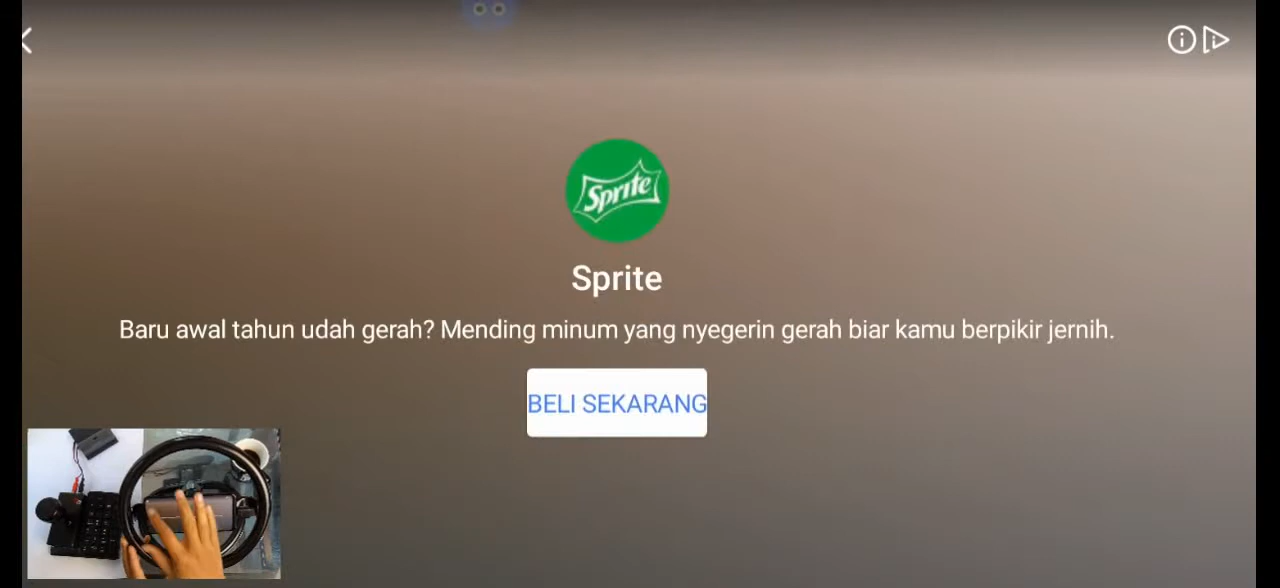 Sprite
Sprite
Baru awal tahun udah gerah? Mending minum yang nyegerin gerah biar kamu berpikir jernih.
BELI SEKARANG